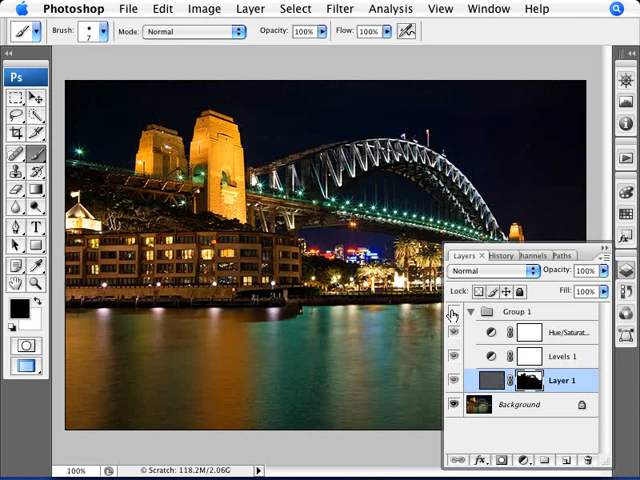 Photoshop File Edit Image Layer Select Filter Analysis View Window Help
Brush: 7 Mode: Normal Opacity: 100% Flow: 100%
Ps
Layers × History Channels Paths
Normal Opacity: 100%
Lock: Fill: 100%
Group 1
Hue/Saturat...
Levels 1
Layer 1
Background
100% Scratch: 118.2M/2.06G